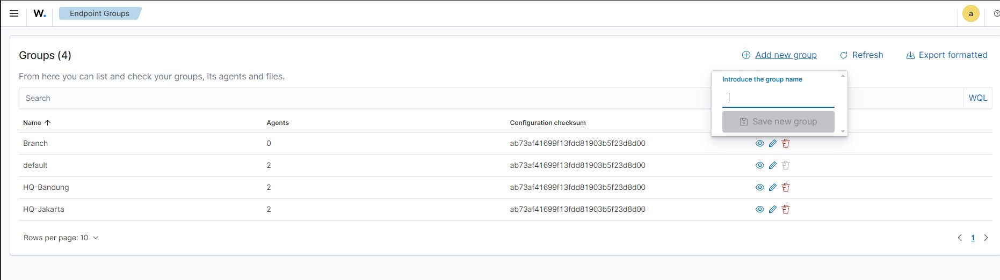 W. Endpoint Groups a
Groups (4) Add new group Refresh Export formatted
From here you can list and check your groups, its agents and files.
Introduce the group name
Search WQL
Save new group
Name Agents Configuration checksum
Branch 0 ab73af41699f13fdd81903b5f23d8d00
default 2 ab73af41699f13fdd81903b5f23d8d00
HQ-Bandung 2 ab73af41699f13fdd81903b5f23d8d00
HQ-Jakarta 2 ab73af41699f13fdd81903b5f23d8d00
Rows per page: 10 1